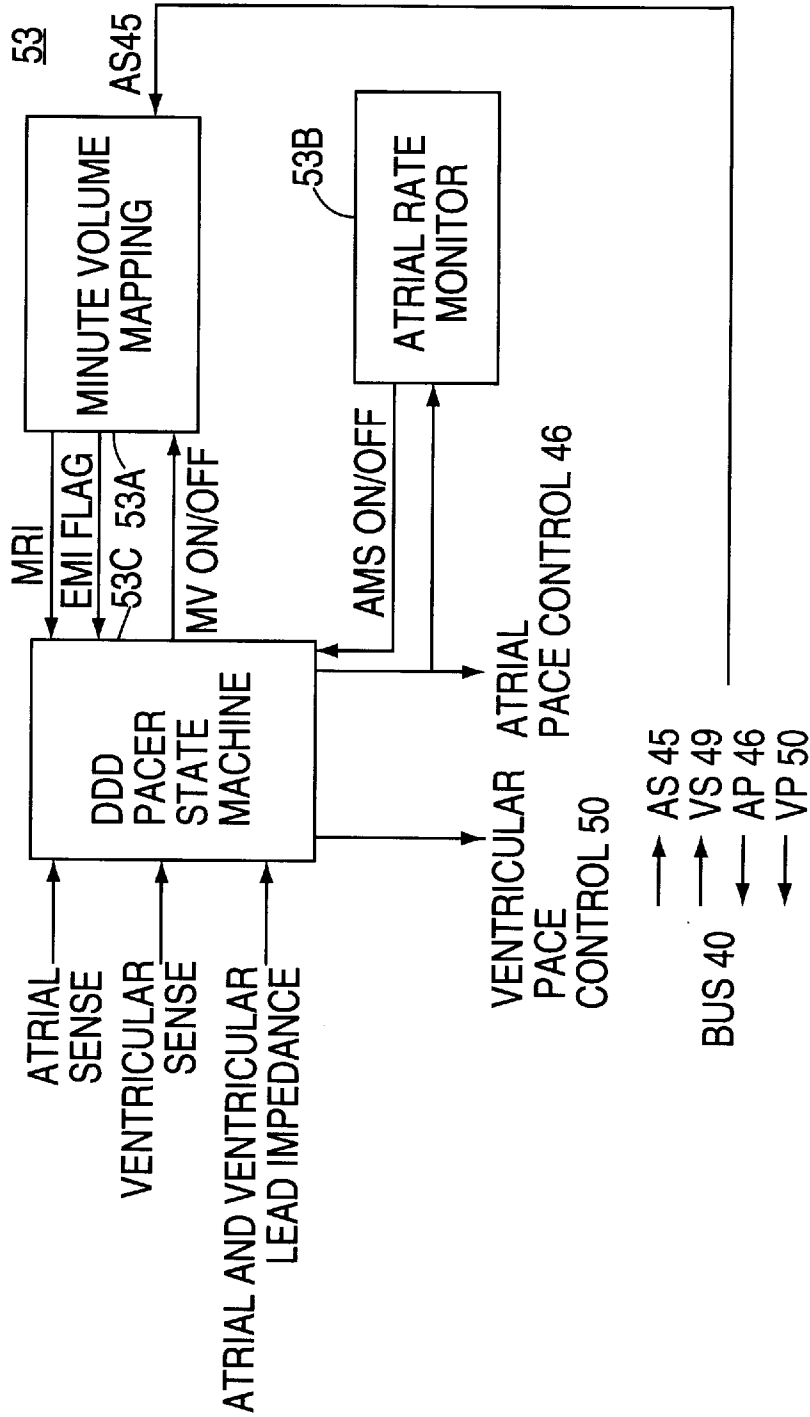 53
ATRIAL
SENSE
VENTRICULAR
SENSE
ATRIAL AND VENTRICULAR
LEAD IMPEDANCE
DDD
PACER
STATE
MACHINE
MRI
EMI FLAG
53C
53A
MV ON/OFF
MINUTE VOLUME
MAPPING
AS45
AMS ON/OFF
53B
ATRIAL RATE
MONITOR
VENTRICULAR
PACE
CONTROL 50
ATRIAL
PACE CONTROL 46
BUS 40
AS 45
VS 49
AP 46
VP 50